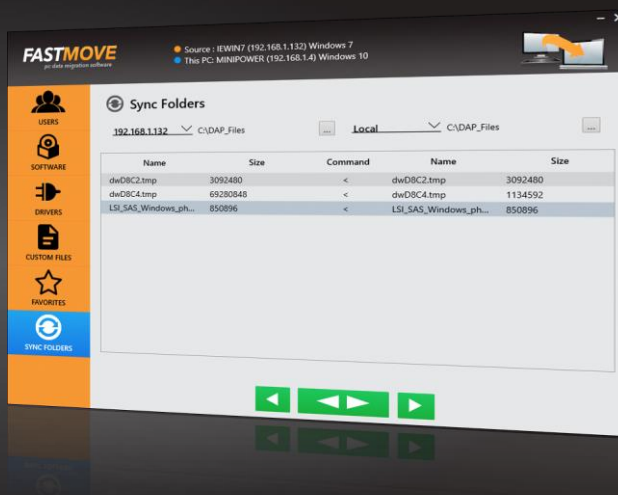 FASTMOVE
pc data migration software
Source : IEWIN7 (192.168.1.132) Windows 7
This PC: MINIPOWER (192.168.1.4) Windows 10
USERS
SOFTWARE
DRIVERS
CUSTOM FILES
FAVORITES
SYNC FOLDERS
Sync Folders
192.168.1.132 C:\DAP_Files ... Local C:\DAP_Files ...
Name Size Command Name Size
dwD8C2.tmp 3092480 < dwD8C2.tmp 3092480
dwD8C4.tmp 69280848 < dwD8C4.tmp 1134592
LSI_SAS_Windows_ph... 850896 < LSI_SAS_Windows_ph... 850896